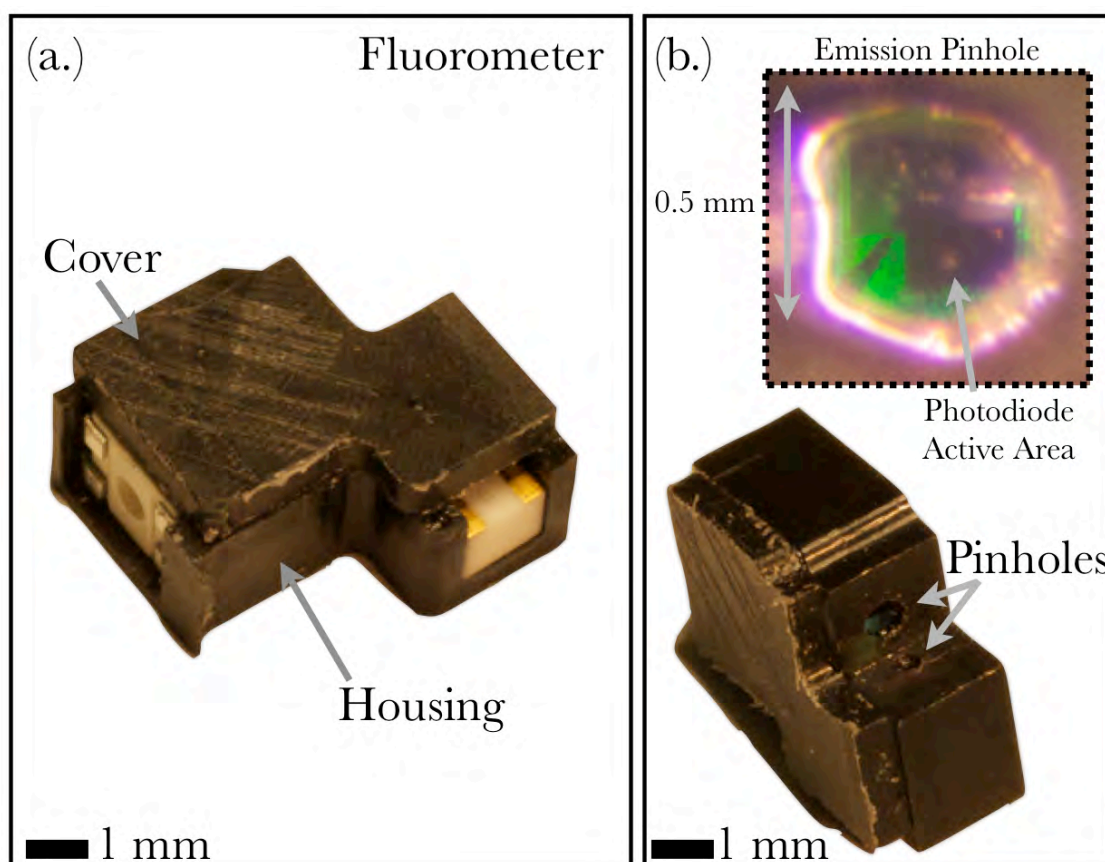 (a.)
Fluorometer
Cover
Housing
1 mm
(b.)
Emission Pinhole
0.5 mm
Photodiode
Active Area
Pinholes
1 mm